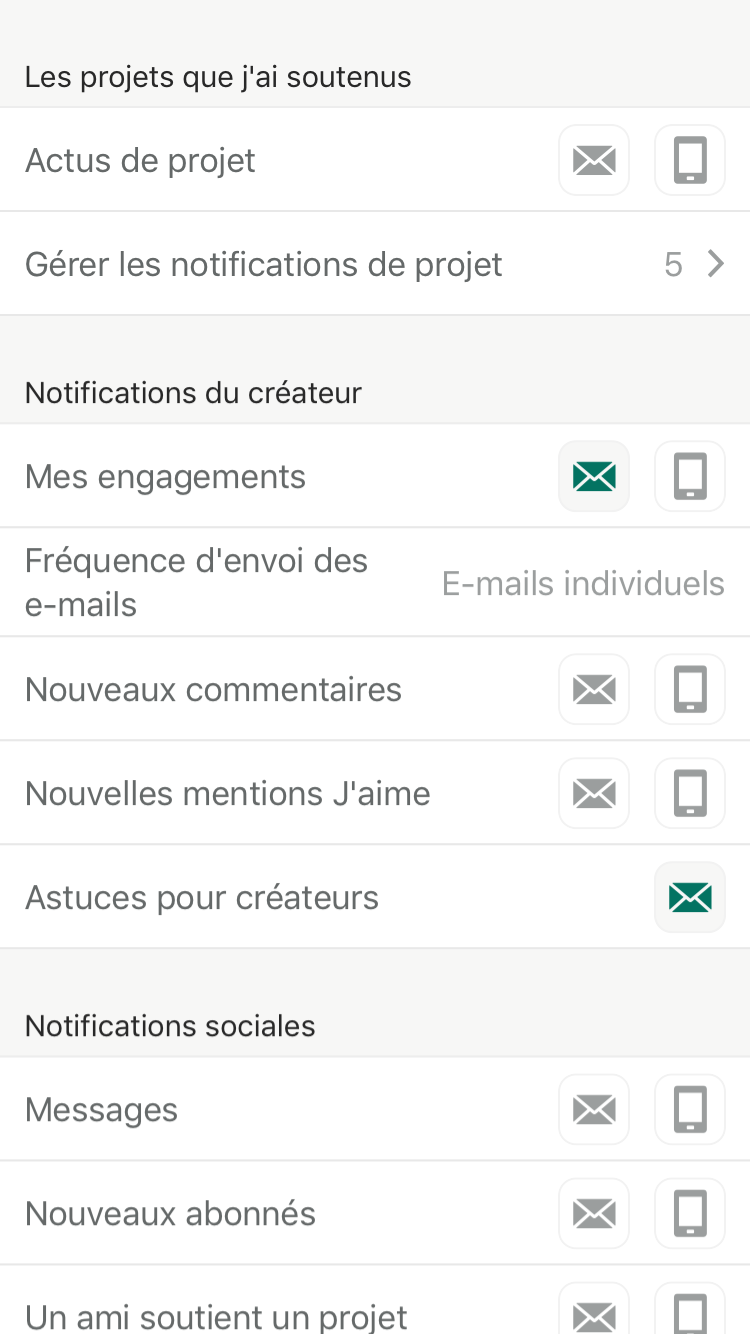 Les projets que j'ai soutenus
Actus de projet
Gérer les notifications de projet 5
Notifications du créateur
Mes engagements
Fréquence d'envoi des
e-mails
E-mails individuels
Nouveaux commentaires
Nouvelles mentions J'aime
Astuces pour créateurs
Notifications sociales
Messages
Nouveaux abonnés
Un ami soutient un projet